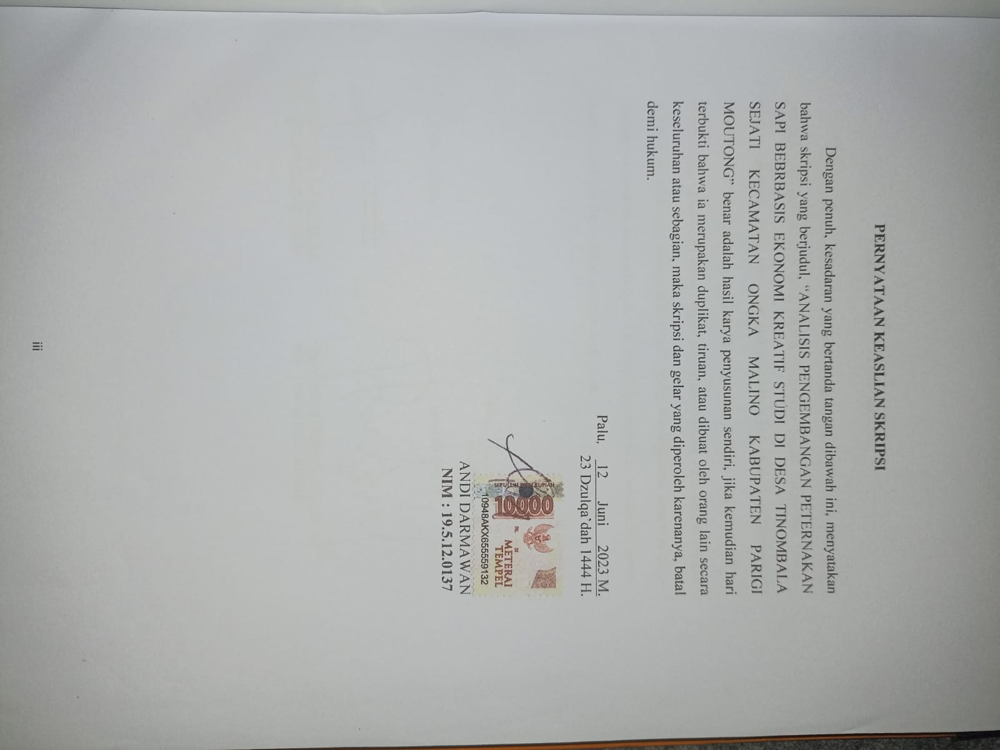 PERNYATAAN KEASLIAN SKRIPSI
Dengan penuh, kesadaran yang bertanda tangan dibawah ini, menyatakan
bahwa skripsi yang berjudul, “ANALISIS PENGEMBANGAN PETERNAKAN
SAPI BEBRBASIS EKONOMI KREATIF STUDI DI DESA TINOMBALA
SEJATI KECAMATAN ONGKA MALINO KABUPATEN PARIGI
MOUTONG” benar adalah hasil karya penyusunan sendiri, jika kemudian hari
terbukti bahwa ia merupakan duplikat, tiruan, atau dibuat oleh orang lain secara
keseluruhan atau sebagian, maka skripsi dan gelar yang diperoleh karenanya, batal
demi hukum.
Palu, 12 Juni 2023 M.
23 Dzulqa’dah 1444 H.
SEPULUH RUPIAH
10000
TGL. 20
METERAI
TEMPEL
10948AKX655559132
ANDI DARMAWAN
NIM : 19.5.12.0137
iii